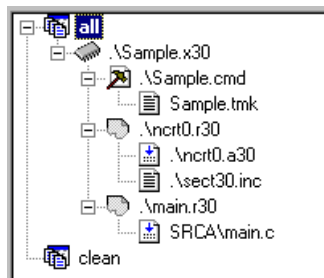 all
.\Sample.x30
.\Sample.cmd
Sample.tmk
.\ncrt0.r30
.\ncrt0.a30
.\sect30.inc
.\main.r30
SRCA\main.c
clean